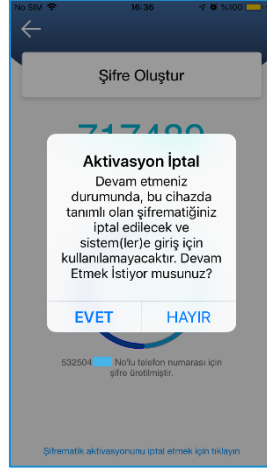 No SIM 16:36 %100
Şifre Oluştur
Aktivasyon İptal
Devam etmeniz
durumunda, bu cihazda
tanımlı olan şifrematiğiniz
iptal edilecek ve
sistem(ler)e giriş için
kullanılamayacaktır. Devam
Etmek İstiyor musunuz?
EVET HAYIR
532504 No'lu telefon numarası için
şifre üretilmiştir.
Şifrematik aktivasyonunu iptal etmek için tıklayın